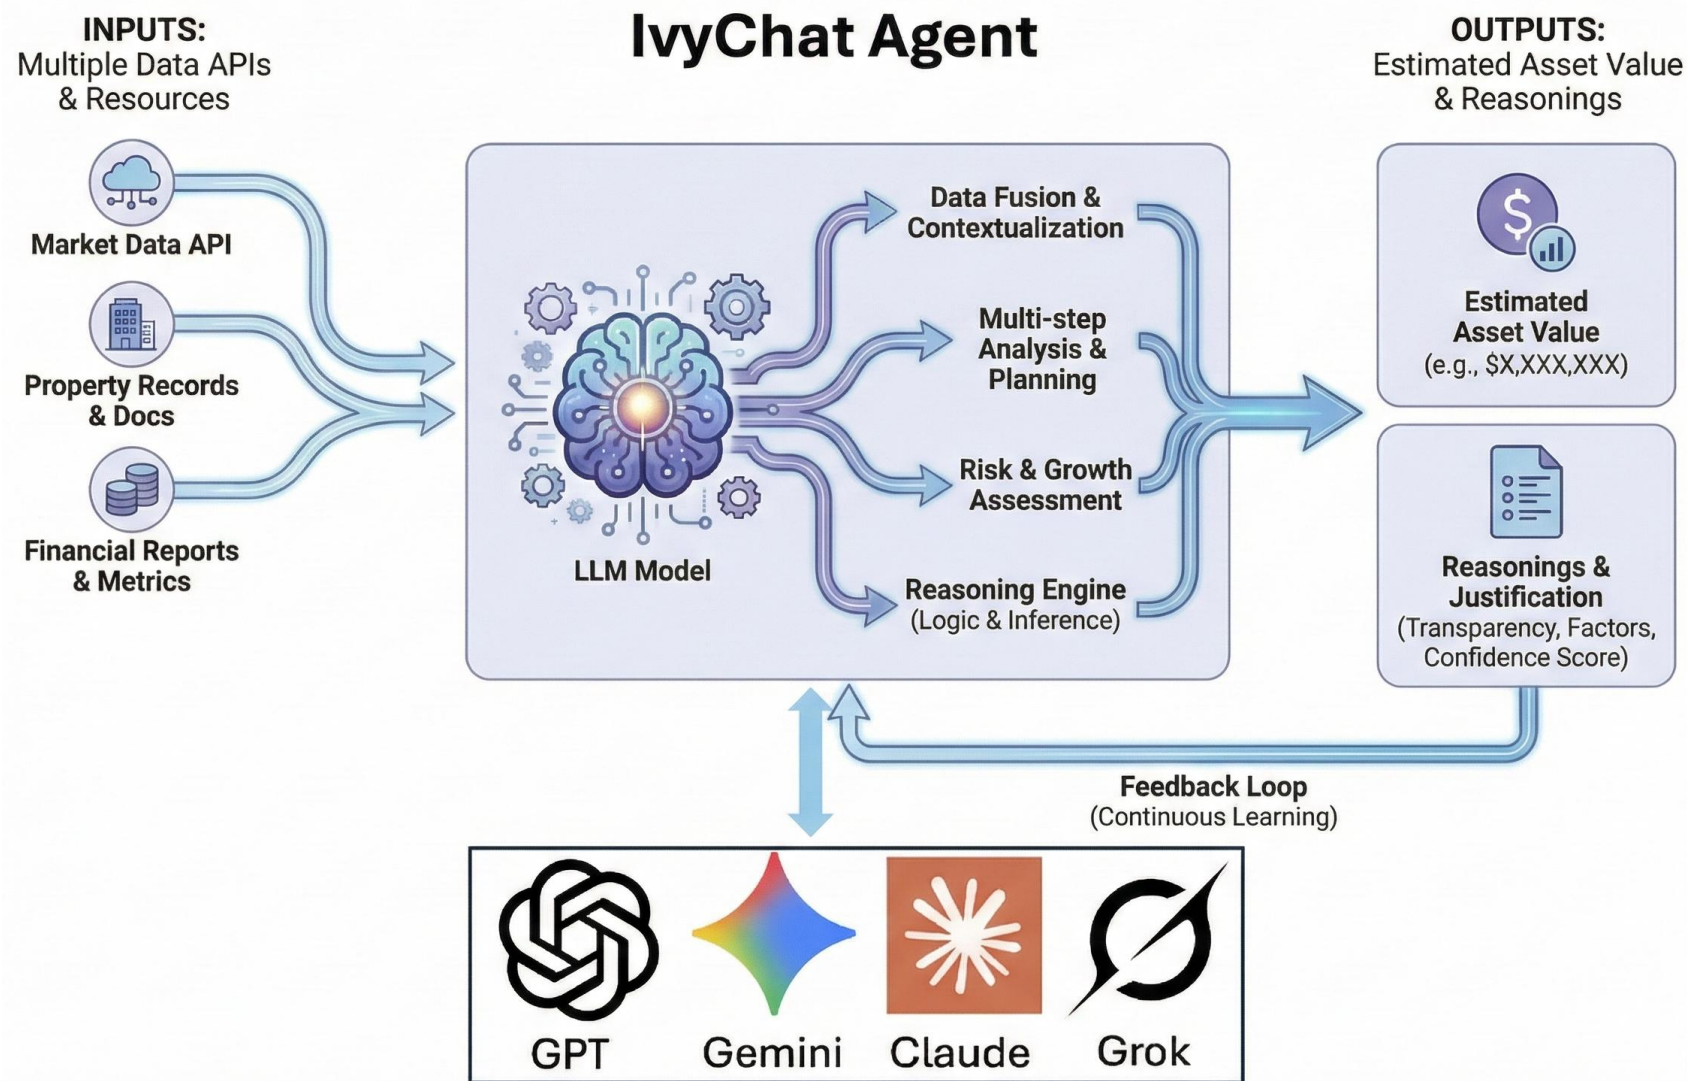 IvyChat Agent
INPUTS:
Multiple Data APIs
& Resources
Market Data API
Property Records
& Docs
Financial Reports
& Metrics
LLM Model
Data Fusion &
Contextualization
Multi-step
Analysis &
Planning
Risk & Growth
Assessment
Reasoning Engine
(Logic & Inference)
OUTPUTS:
Estimated Asset Value
& Reasonings
$
Estimated
Asset Value
(e.g., $X,XXX,XXX)
Reasonings &
Justification
(Transparency, Factors,
Confidence Score)
Feedback Loop
(Continuous Learning)
GPT
Gemini
Claude
Grok